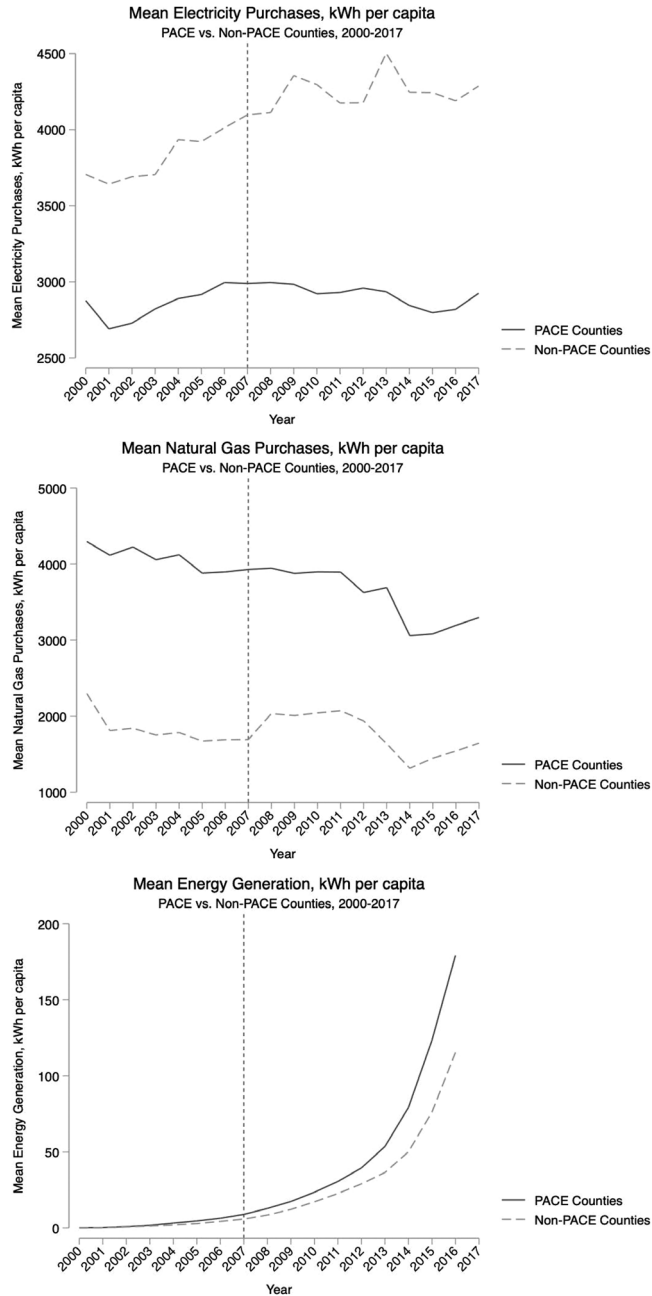 Mean Electricity Purchases, kWh per capita
PACE vs. Non-PACE Counties, 2000-2017
Mean Electricity Purchases, kWh per capita
4500
4000
3500
3000
2500
2000 2001 2002 2003 2004 2005 2006 2007 2008 2009 2010 2011 2012 2013 2014 2015 2016 2017
Year
PACE Counties
Non-PACE Counties
Mean Natural Gas Purchases, kWh per capita
PACE vs. Non-PACE Counties, 2000-2017
Mean Natural Gas Purchases, kWh per capita
5000
4000
3000
2000
1000
2000 2001 2002 2003 2004 2005 2006 2007 2008 2009 2010 2011 2012 2013 2014 2015 2016 2017
Year
PACE Counties
Non-PACE Counties
Mean Energy Generation, kWh per capita
PACE vs. Non-PACE Counties, 2000-2017
Mean Energy Generation, kWh per capita
200
150
100
50
0
2000 2001 2002 2003 2004 2005 2006 2007 2008 2009 2010 2011 2012 2013 2014 2015 2016 2017
Year
PACE Counties
Non-PACE Counties